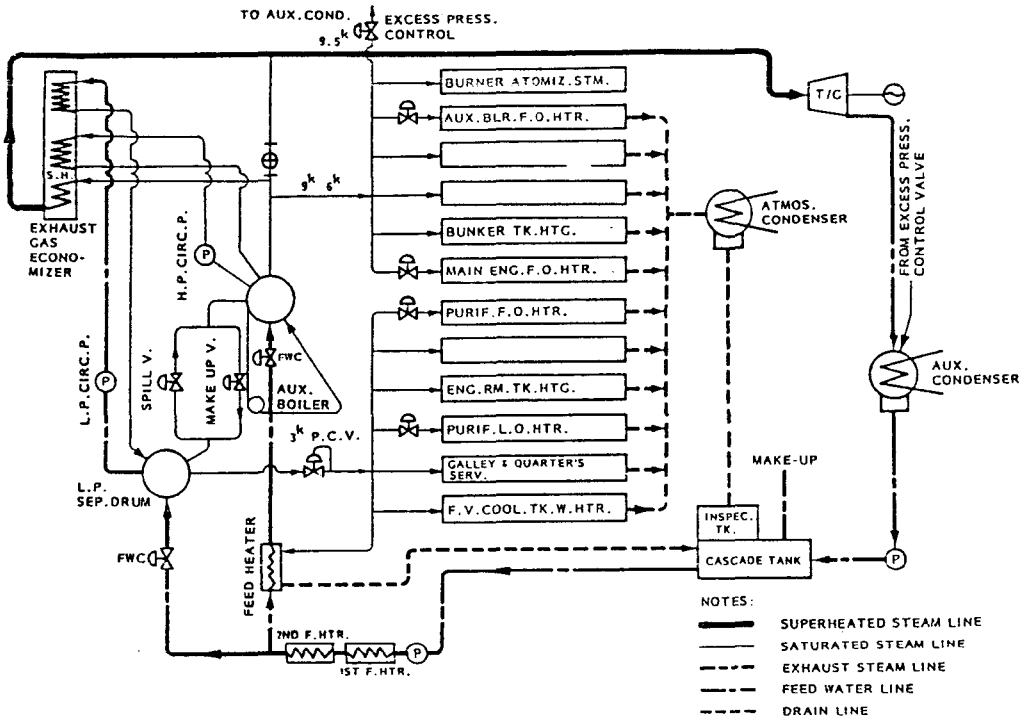 TO AUX.COND.
EXCESS PRESS.
CONTROL
9.5k
S.H.
EXHAUST
GAS
ECONO-
MIZER
H.P.CIRC.P.
P
L.P.CIRC.P.
P
SPILL V.
MAKE UP V.
AUX.
BOILER
FWC
L.P.
SEP.DRUM
FWC
9k 6k
3k P.C.V.
FEED HEATER
2ND F.HTR.
1ST F.HTR.
P
BURNER ATOMIZ.STM.
AUX.BLR.F.O.HTR.
BUNKER TK.HTG.
MAIN ENG.F.O.HTR.
PURIF.F.O.HTR.
ENG.RM.TK.HTG.
PURIF.L.O.HTR.
GALLEY & QUARTER'S
SERV.
F.V.COOL.TK.W.HTR.
T/G
ATMOS.
CONDENSER
FROM EXCESS PRESS.
CONTROL VALVE
AUX.
CONDENSER
MAKE-UP
INSPEC.
TK.
CASCADE TANK
P
NOTES:
SUPERHEATED STEAM LINE
SATURATED STEAM LINE
EXHAUST STEAM LINE
FEED WATER LINE
DRAIN LINE